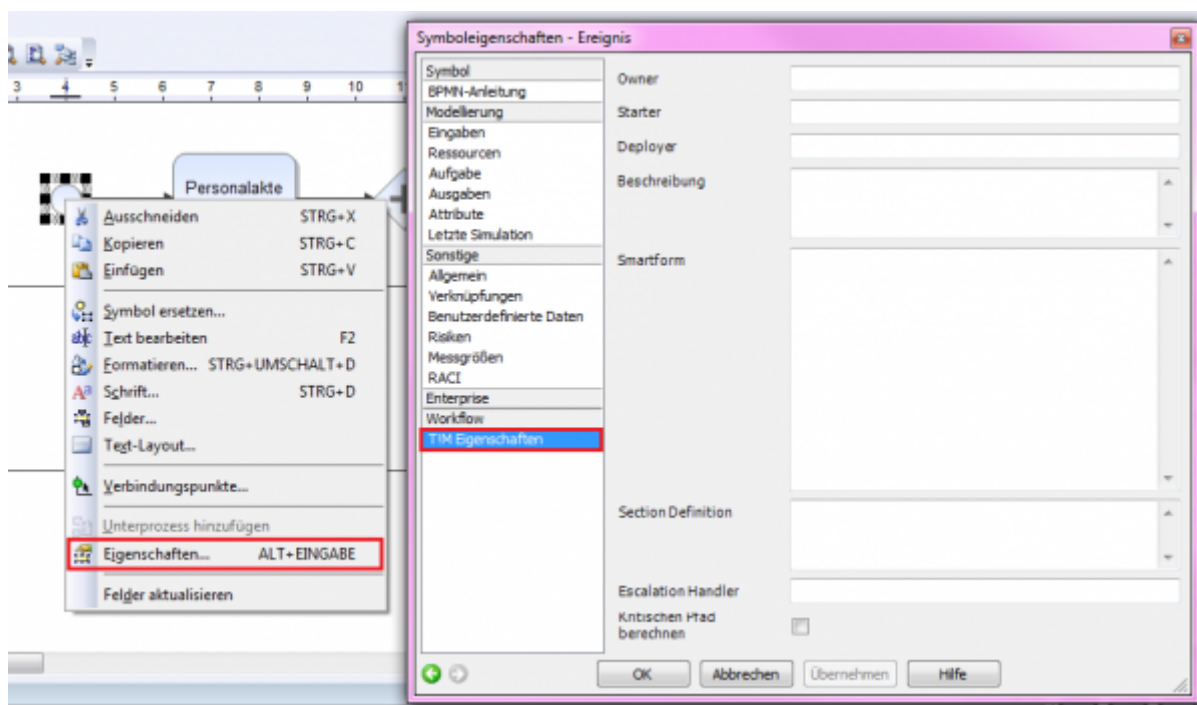 Symboleigenschaften - Ereignis
3 4 5 6 7 8 9 10 1
Personalakte
Ausschneiden STRG+X
Kopieren STRG+C
Einfügen STRG+V
Symbol ersetzen...
Text bearbeiten F2
Formatieren... STRG+UMSCHALT+D
Schrift... STRG+D
Felder...
Text-Layout...
Verbindungspunkte...
Unterprozess hinzufügen
Eigenschaften... ALT+EINGABE
Felder aktualisieren
Symbol
BPMN-Anleitung
Modellierung
Eingaben
Ressourcen
Aufgabe
Ausgaben
Attribute
Letzte Simulation
Sonstige
Allgemein
Verknüpfungen
Benutzerdefinierte Daten
Risiken
Messgrößen
RACI
Enterprise
Workflow
T!M Eigenschaften
Owner
Starter
Deployer
Beschreibung
Smartform
Section Definition
Escalation Handler
Kritischen Pfad
berechnen
OK Abbrechen Übernehmen Hilfe